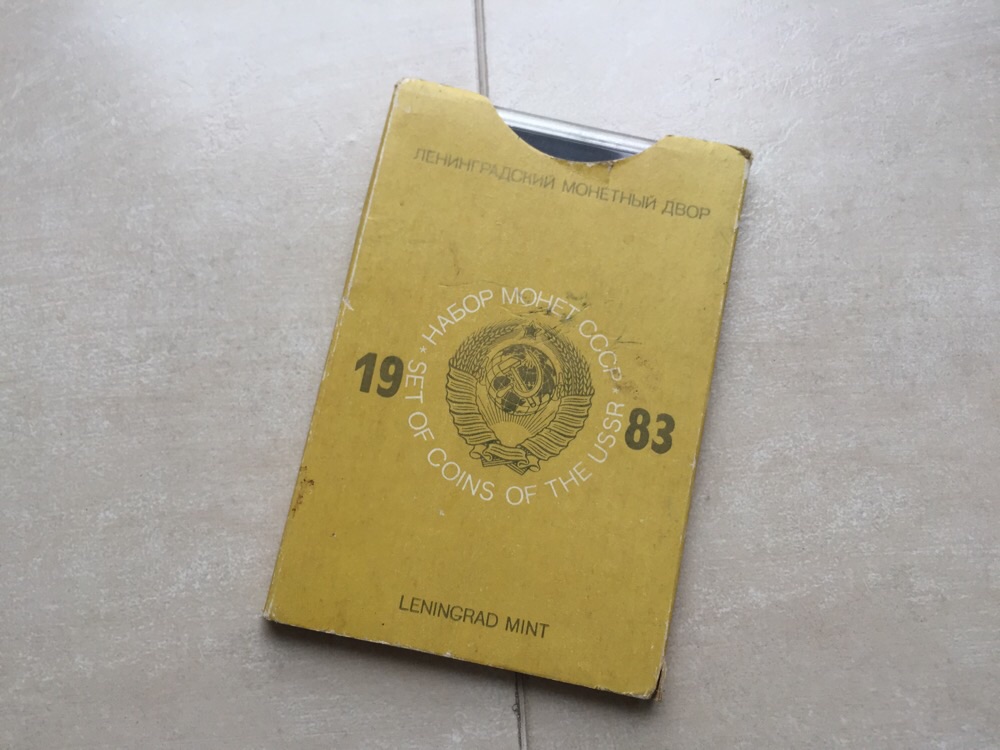 ЛЕНИНГРАДСКИЙ МОНЕТНЫЙ ДВОР
* НАБОР МОНЕТ СССР *
19
83
SET OF COINS OF THE USSR
LENINGRAD MINT